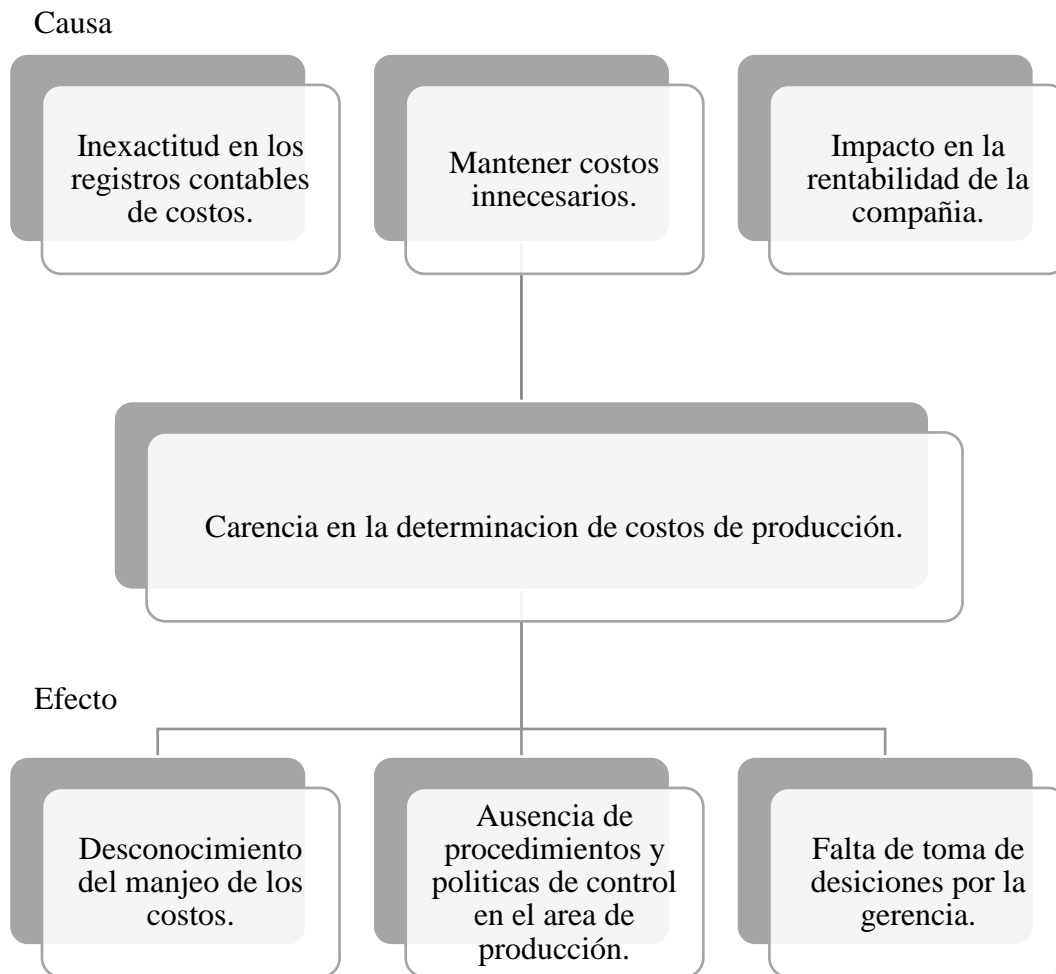 Causa
Inexactitud en los
registros contables
de costos.
Mantener costos
innecesarios.
Impacto en la
rentabilidad de la
compañia.
Carencia en la determinacion de costos de producción.
Efecto
Desconocimiento
del manjeo de los
costos.
Ausencia de
procedimientos y
politicas de control
en el area de
producción.
Falta de toma de
desiciones por la
gerencia.